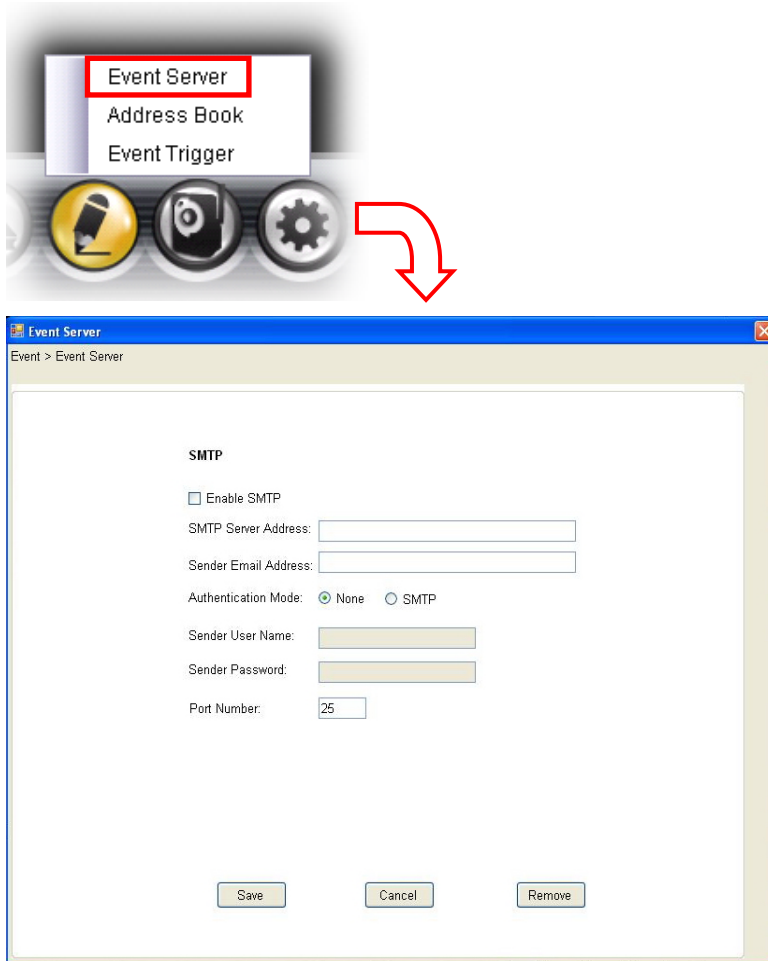 Event Server
Address Book
Event Trigger
Event Server
Event > Event Server
SMTP
Enable SMTP
SMTP Server Address:
Sender Email Address:
Authentication Mode: None SMTP
Sender User Name:
Sender Password:
Port Number: 25
Save Cancel Remove